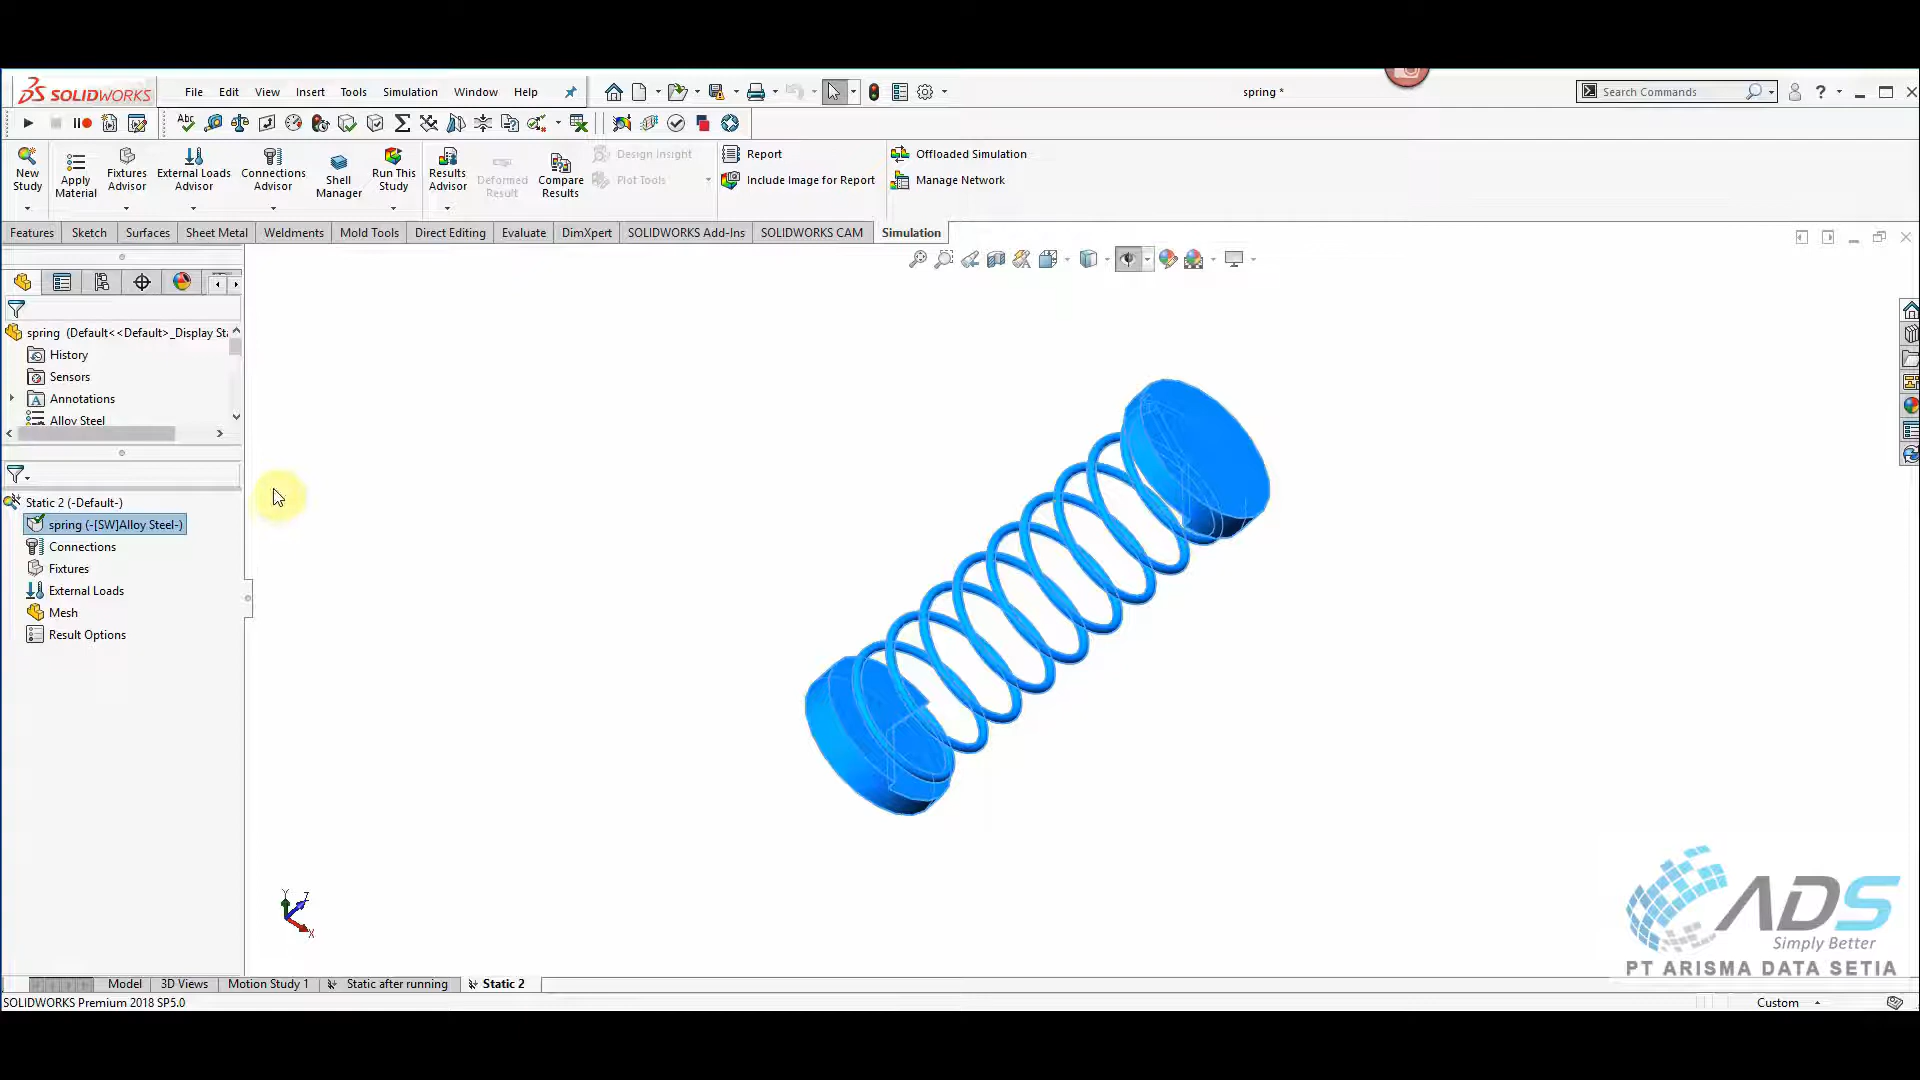 SOLIDWORKS File Edit View Insert Tools Simulation Window Help spring * Search Commands
New Study
Apply Material
Fixtures Advisor
External Loads Advisor
Connections Advisor
Shell Manager
Run This Study
Results Advisor
Deformed Result
Compare Results
Design Insight
Plot Tools
Report
Include Image for Report
Offloaded Simulation
Manage Network
Features Sketch Surfaces Sheet Metal Weldments Mold Tools Direct Editing Evaluate DimXpert SOLIDWORKS Add-Ins SOLIDWORKS CAM Simulation
spring (Default<<Default>_Display Sta
History
Sensors
Annotations
Alloy Steel
Static 2 (-Default-)
spring (-[SW]Alloy Steel-)
Connections
Fixtures
External Loads
Mesh
Result Options
Y
Z
X
ADS
Simply Better
PT ARISMA DATA SETIA
Model 3D Views Motion Study 1 Static after running Static 2
SOLIDWORKS Premium 2018 SP5.0 Custom